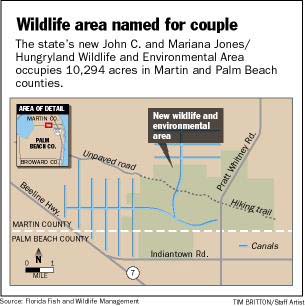 Wildlife area named for couple
The state's new John C. and Mariana Jones/
Hungryland Wildlife and Environmental Area
occupies 10,294 acres in Martin and Palm Beach
counties.
AREA OF DETAIL
MARTIN CO.
PALM
BEACH CO.
BROWARD CO.
New wildlife and
environmental
area
Unpaved road
Pratt Whitney Rd.
Beeline Hwy.
Hiking trail
MARTIN COUNTY
PALM BEACH COUNTY
Canals
N
0 1
MILE
Indiantown Rd.
7
Source: Florida Fish and Wildlife Management
TIM BRITTON/Staff Artist